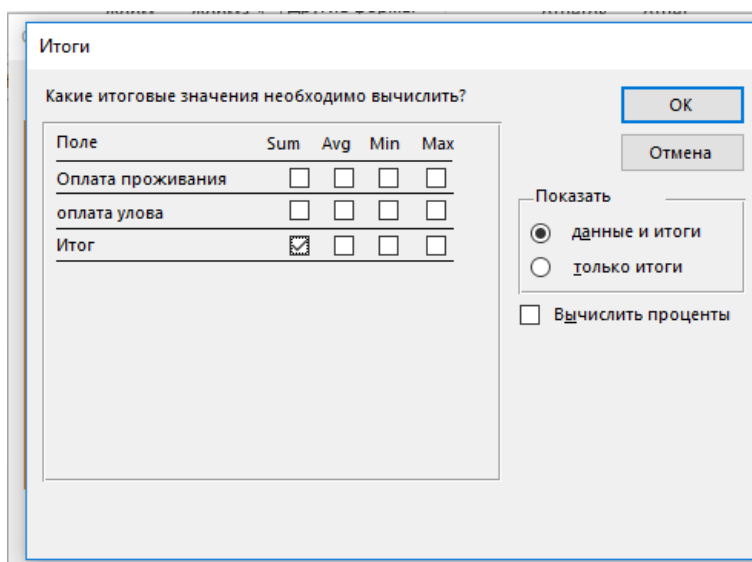 Итоги
Какие итоговые значения необходимо вычислить?
OK
Отмена
Поле Sum Avg Min Max
Оплата проживания
оплата улова
Итог
Показать
данные и итоги
только итоги
Вычислить проценты